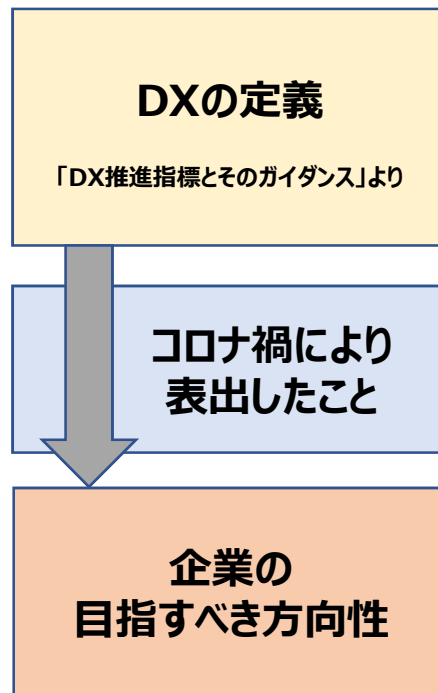 DXの定義
「DX推進指標とそのガイダンス」より
コロナ禍により
表出したこと
企業の
目指すべき方向性